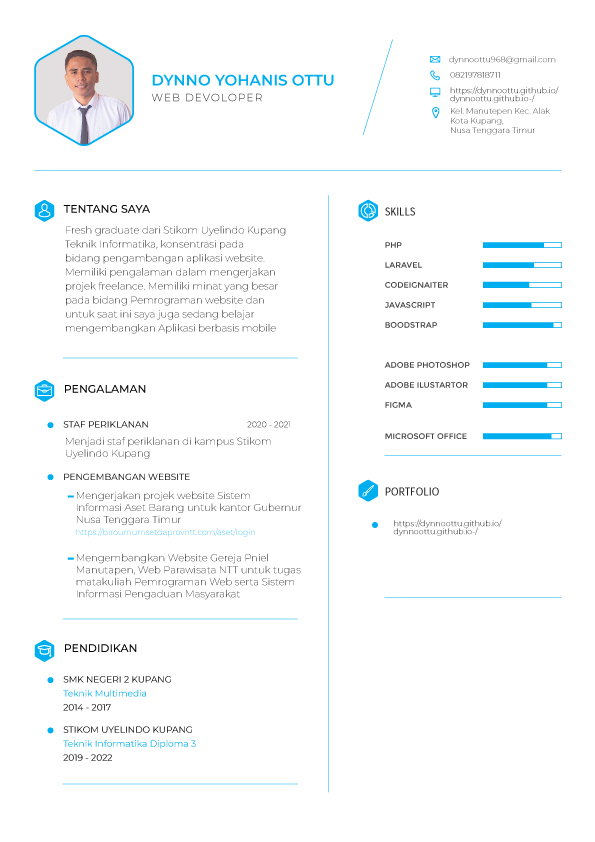 DYNNO YOHANIS OTTU
WEB DEVOLOPER
dynnoottu968@gmail.com
082197818711
https://dynnoottu.github.io/
dynnoottu.github.io-/
Kel. Manutepen Kec. Alak
Kota Kupang,
Nusa Tenggara Timur
TENTANG SAYA
Fresh graduate dari Stikom Uyelindo Kupang
Teknik Informatika, konsentrasi pada
bidang pengambangan aplikasi website.
Memiliki pengalaman dalam mengerjakan
projek freelance. Memiliki minat yang besar
pada bidang Pemrograman website dan
untuk saat ini saya juga sedang belajar
mengembangkan Aplikasi berbasis mobile
PENGALAMAN
STAF PERIKLANAN 2020 - 2021
Menjadi staf periklanan di kampus Stikom
Uyelindo Kupang
PENGEMBANGAN WEBSITE
Mengerjakan projek website Sistem
Informasi Aset Barang untuk kantor Gubernur
Nusa Tenggara Timur
https://biroumumsetdaprovntt.com/aset/login
Mengembangkan Website Gereja Pniel
Manutapen, Web Parawisata NTT untuk tugas
matakuliah Pemrograman Web serta Sistem
Informasi Pengaduan Masyarakat
PENDIDIKAN
SMK NEGERI 2 KUPANG
Teknik Multimedia
2014 - 2017
STIKOM UYELINDO KUPANG
Teknik Informatika Diploma 3
2019 - 2022
SKILLS
PHP
LARAVEL
CODEIGNAITER
JAVASCRIPT
BOODSTRAP
ADOBE PHOTOSHOP
ADOBE ILUSTARTOR
FIGMA
MICROSOFT OFFICE
PORTFOLIO
https://dynnoottu.github.io/
dynnoottu.github.io-/